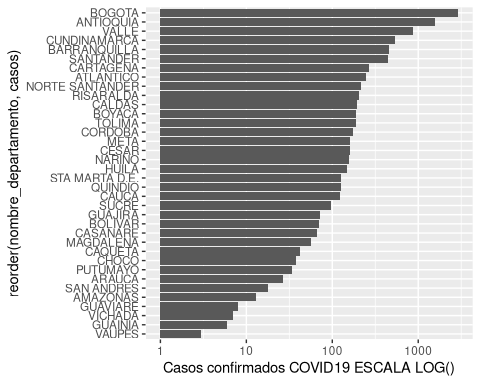 reorder(nombre_departamento, casos)
BOGOTA
ANTIOQUIA
VALLE
CUNDINAMARCA
BARRANQUILLA
SANTANDER
CARTAGENA
ATLANTICO
NORTE SANTANDER
RISARALDA
CALDAS
BOYACA
TOLIMA
CORDOBA
META
CESAR
NARIÑO
HUILA
STA MARTA D.E.
QUINDIO
CAUCA
SUCRE
GUAJIRA
BOLIVAR
CASANARE
MAGDALENA
CAQUETA
CHOCO
PUTUMAYO
ARAUCA
SAN ANDRES
AMAZONAS
GUAVIARE
VICHADA
GUAINIA
VAUPES
1 10 100 1000
Casos confirmados COVID19 ESCALA LOG()